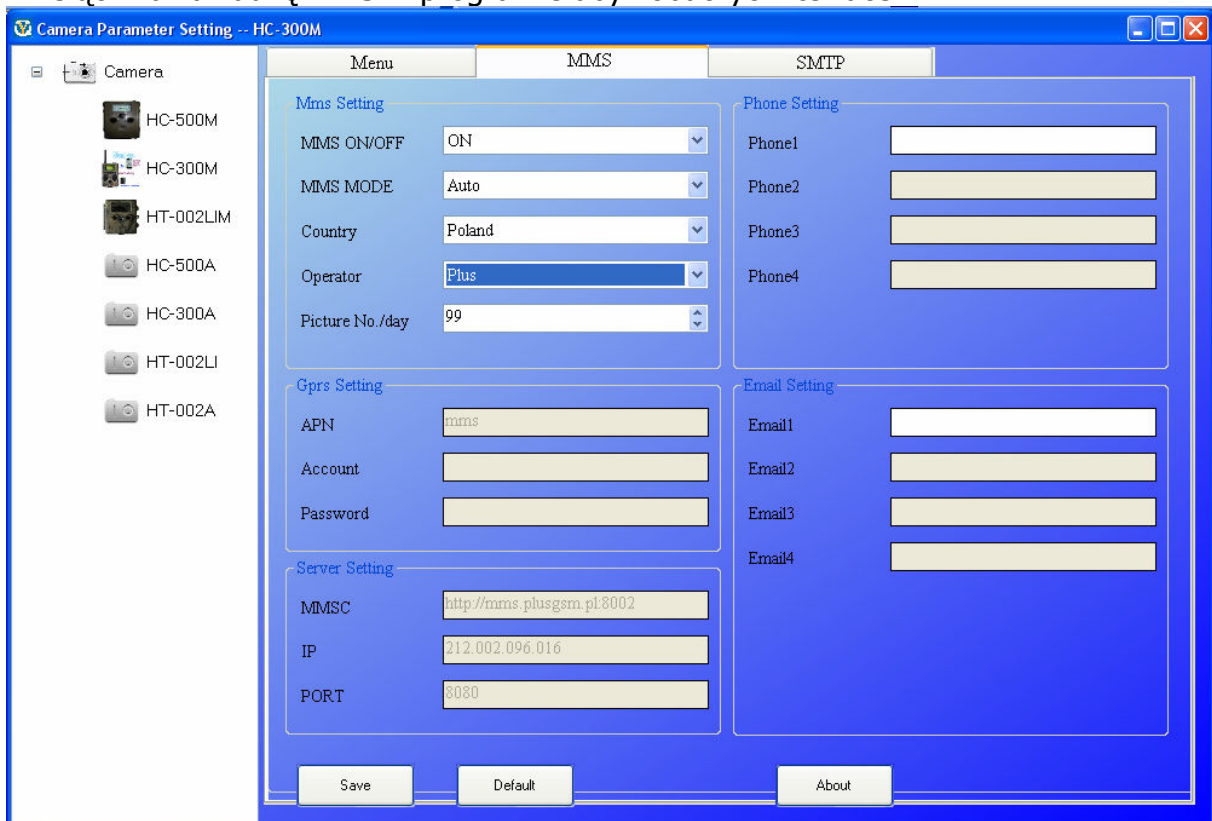 Camera Parameter Setting -- HC-300M
Camera
HC-500M
HC-300M
HT-002LIM
HC-500A
HC-300A
HT-002LI
HT-002A
Menu
MMS
SMTP
Mms Setting
MMS ON/OFF ON
MMS MODE Auto
Country Poland
Operator Plus
Picture No./day 99
Gprs Setting
APN mms
Account
Password
Server Setting
MMSC http://mms.plusgsm.pl:8002
IP 212.002.096.016
PORT 8080
Phone Setting
Phone1
Phone2
Phone3
Phone4
Email Setting
Email1
Email2
Email3
Email4
Save
Default
About